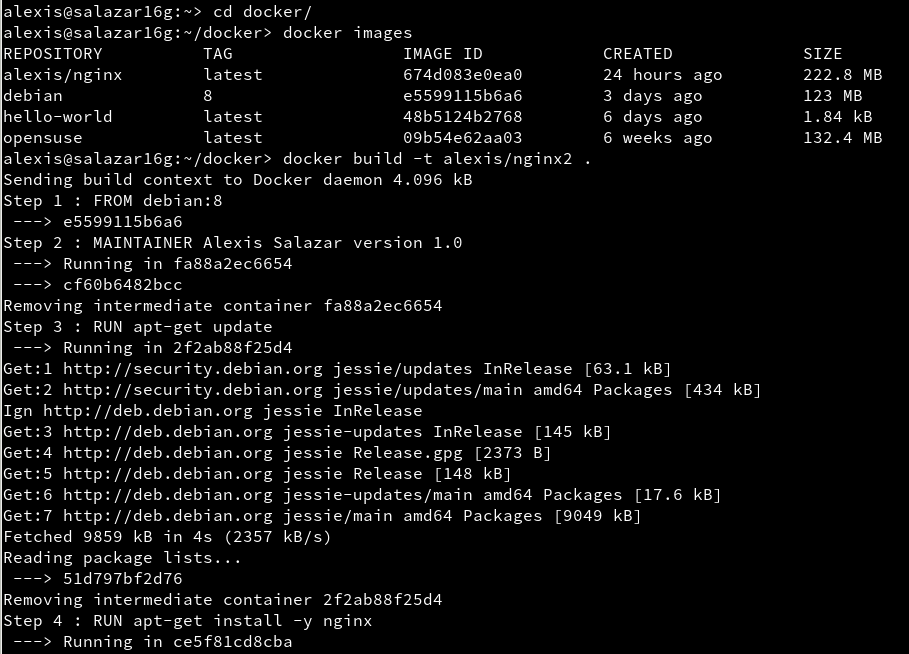 alexis@salazar16g:~> cd docker/
alexis@salazar16g:~/docker> docker images
REPOSITORY          TAG                 IMAGE ID            CREATED             SIZE
alexis/nginx        latest              674d083e0ea0        24 hours ago        222.8 MB
debian              8                   e5599115b6a6        3 days ago          123 MB
hello-world         latest              48b5124b2768        6 days ago          1.84 kB
opensuse            latest              09b54e62aa03        6 weeks ago         132.4 MB
alexis@salazar16g:~/docker> docker build -t alexis/nginx2 .
Sending build context to Docker daemon 4.096 kB
Step 1 : FROM debian:8
 ---> e5599115b6a6
Step 2 : MAINTAINER Alexis Salazar version 1.0
 ---> Running in fa88a2ec6654
 ---> cf60b6482bcc
Removing intermediate container fa88a2ec6654
Step 3 : RUN apt-get update
 ---> Running in 2f2ab88f25d4
Get:1 http://security.debian.org jessie/updates InRelease [63.1 kB]
Get:2 http://security.debian.org jessie/updates/main amd64 Packages [434 kB]
Ign http://deb.debian.org jessie InRelease
Get:3 http://deb.debian.org jessie-updates InRelease [145 kB]
Get:4 http://deb.debian.org jessie Release.gpg [2373 B]
Get:5 http://deb.debian.org jessie Release [148 kB]
Get:6 http://deb.debian.org jessie-updates/main amd64 Packages [17.6 kB]
Get:7 http://deb.debian.org jessie/main amd64 Packages [9049 kB]
Fetched 9859 kB in 4s (2357 kB/s)
Reading package lists...
 ---> 51d797bf2d76
Removing intermediate container 2f2ab88f25d4
Step 4 : RUN apt-get install -y nginx
 ---> Running in ce5f81cd8cba